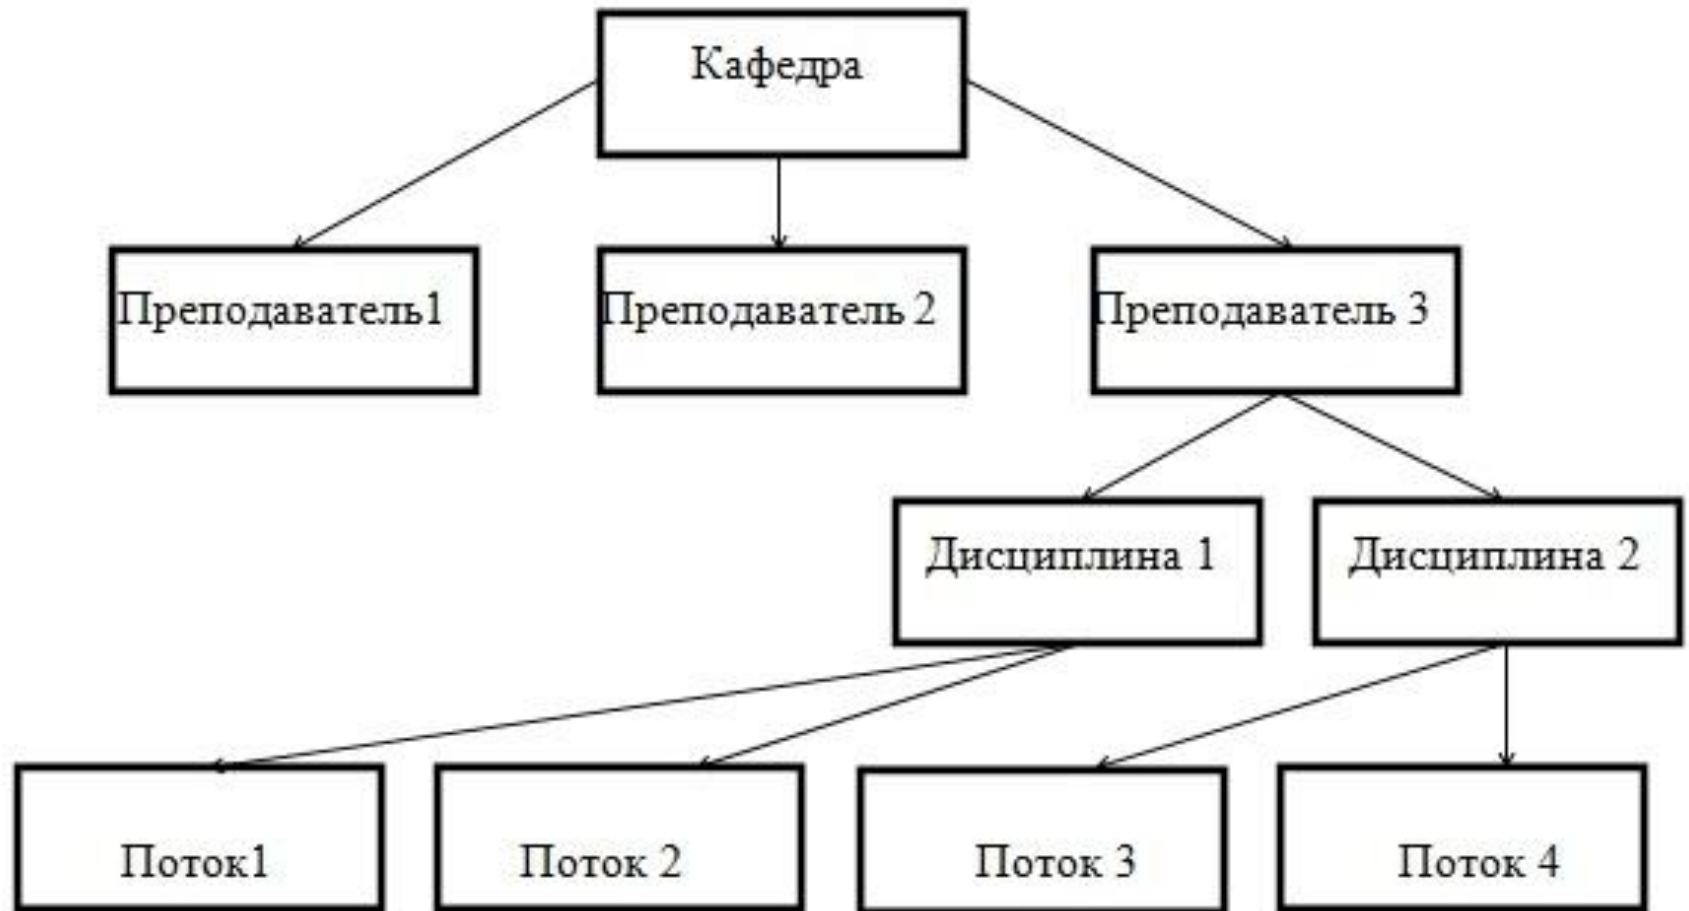 Кафедра
Преподаватель1
Преподаватель 2
Преподаватель 3
Дисциплина 1
Дисциплина 2
Поток1
Поток 2
Поток 3
Поток 4